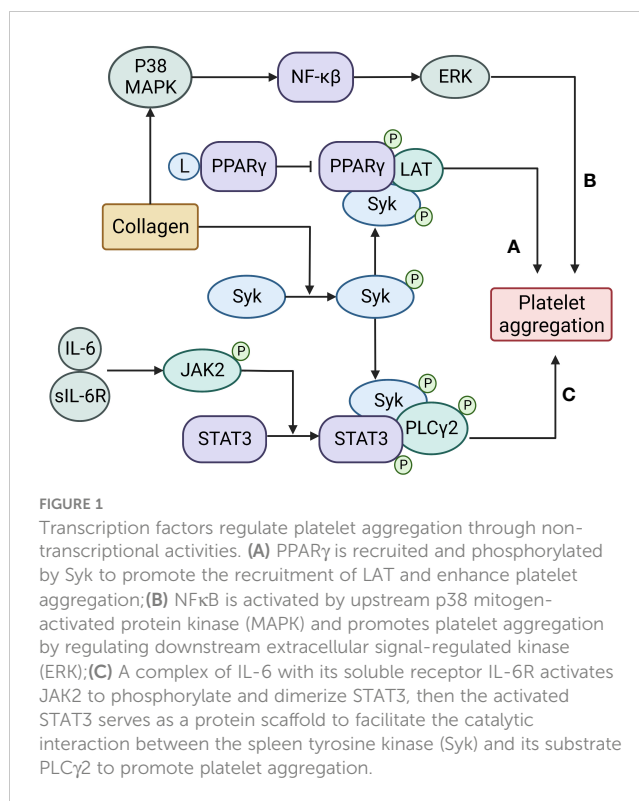 P38
MAPK
NF-κβ
ERK
P
L
PPARγ
PPARγ
LAT
Syk
P
B
Collagen
A
Syk
Syk
P
Platelet
aggregation
IL-6
sIL-6R
JAK2
P
C
Syk
P
STAT3
STAT3
PLCγ2
P
P
FIGURE 1
Transcription factors regulate platelet aggregation through non-
transcriptional activities. (A) PPARγ is recruited and phosphorylated
by Syk to promote the recruitment of LAT and enhance platelet
aggregation;(B) NFκB is activated by upstream p38 mitogen-
activated protein kinase (MAPK) and promotes platelet aggregation
by regulating downstream extracellular signal-regulated kinase
(ERK);(C) A complex of IL-6 with its soluble receptor IL-6R activates
JAK2 to phosphorylate and dimerize STAT3, then the activated
STAT3 serves as a protein scaffold to facilitate the catalytic
interaction between the spleen tyrosine kinase (Syk) and its substrate
PLCγ2 to promote platelet aggregation.